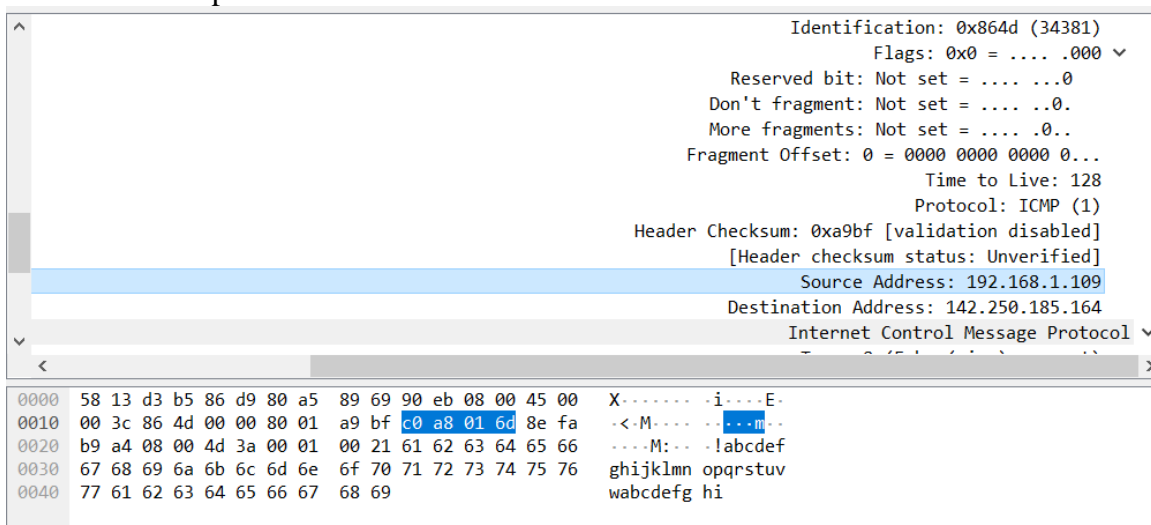 Identification: 0x864d (34381)
Flags: 0x0 = .... .000
Reserved bit: Not set = .... ...0
Don't fragment: Not set = .... ..0.
More fragments: Not set = .... .0..
Fragment Offset: 0 = 0000 0000 0000 0...
Time to Live: 128
Protocol: ICMP (1)
Header Checksum: 0xa9bf [validation disabled]
[Header checksum status: Unverified]
Source Address: 192.168.1.109
Destination Address: 142.250.185.164
Internet Control Message Protocol
0000 58 13 d3 b5 86 d9 80 a5 89 69 90 eb 08 00 45 00 X······· ·i····E·
0010 00 3c 86 4d 00 00 80 01 a9 bf c0 a8 01 6d 8e fa ·<·M···· ·····m··
0020 b9 a4 08 00 4d 3a 00 01 00 21 61 62 63 64 65 66 ····M:·· ·!abcdef
0030 67 68 69 6a 6b 6c 6d 6e 6f 70 71 72 73 74 75 76 ghijklmn opqrstuv
0040 77 61 62 63 64 65 66 67 68 69 wabcdefg hi